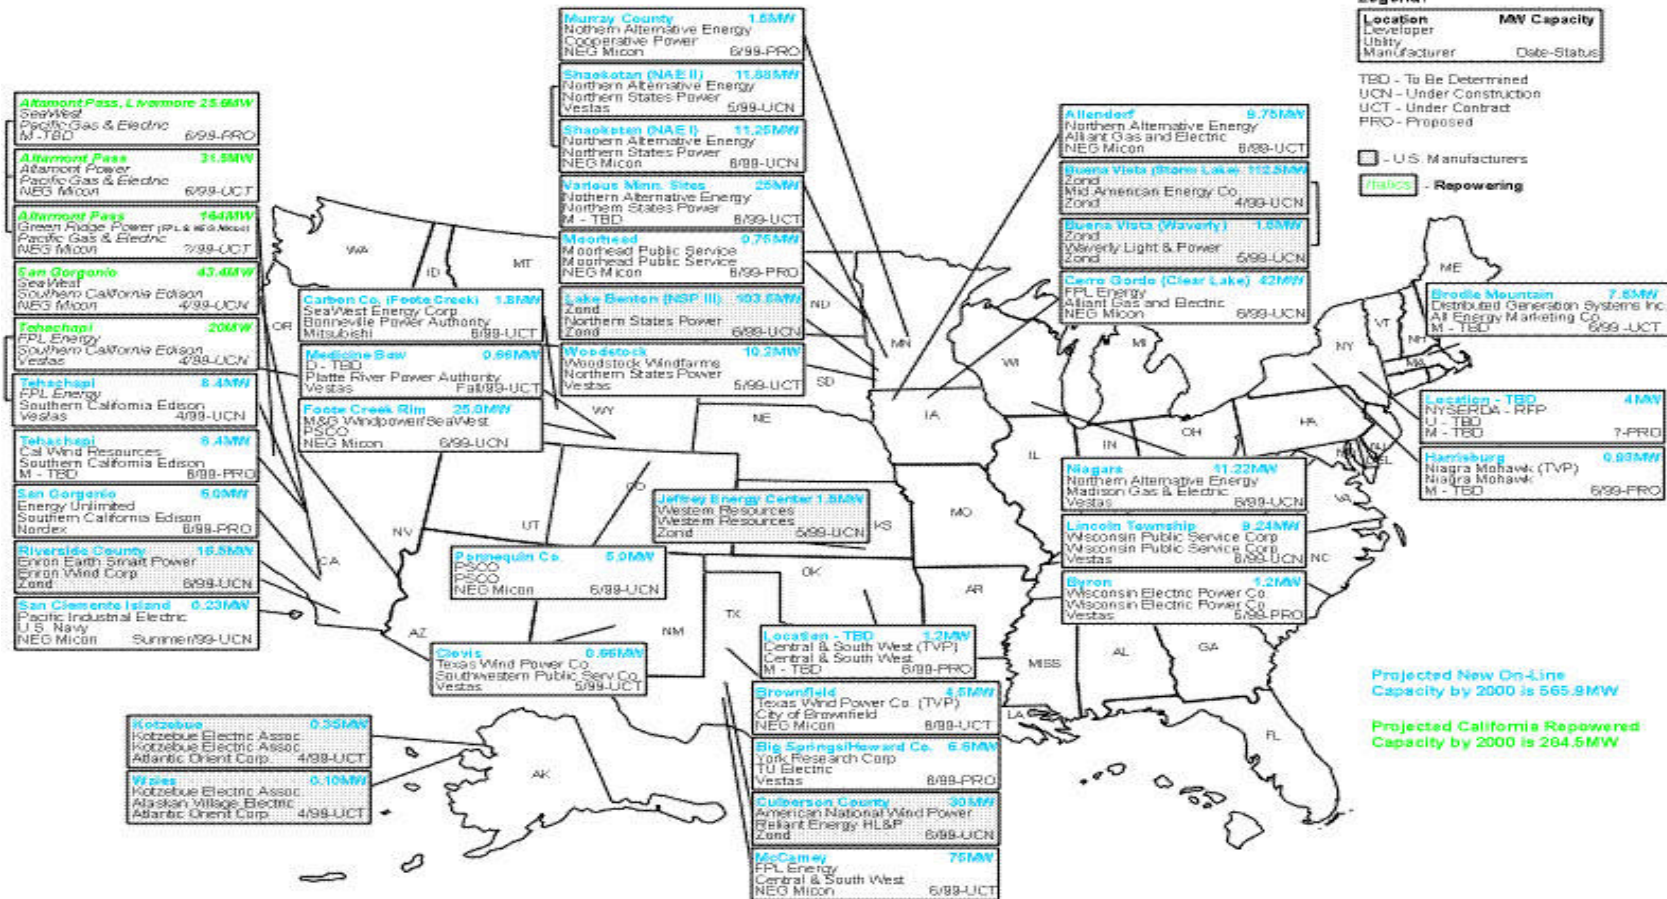 Legend:
Location MW Capacity
Developer
Utility
Manufacturer Date-Status
TBD - To Be Determined
UCN - Under Construction
UCT - Under Contract
PRO - Proposed
- U.S. Manufacturers
Italics - Repowering
Altamont Pass, Livermore 25.6MW
SeaWest
Pacific Gas & Electric
M - TBD 6/99-PRO
Altamont Pass 31.5MW
Altamont Power
Pacific Gas & Electric
NEG Micon 6/99-UCT
Altamont Pass 164MW
Green Ridge Power (FPL & NEG Micon)
Pacific Gas & Electric
NEG Micon ?/99-UCT
San Gorgonio 43.4MW
SeaWest
Southern California Edison
NEG Micon 4/99-UCN
Tehachapi 20MW
FPL Energy
Southern California Edison
Vestas 4/99-UCN
Tehachapi 8.4MW
FPL Energy
Southern California Edison
Vestas 4/99-UCN
Tehachapi 8.4MW
Cal Wind Resources
Southern California Edison
M - TBD 6/99-PRO
San Gorgonio
Energy Unlimited
Southern California Edison
Nordex 6/99-PRO
Riverside County 16.5MW
Enron Earth Smart Power
Enron Wind Corp
Zond 6/99-UCN
San Clemente Island 0.23MW
Pacific Industrial Electric
U.S. Navy
NEG Micon Summer/99-UCN
Carbon Co. (Foote Creek) 1.8MW
SeaWest Energy Corp
Bonneville Power Authority
Mitsubishi 6/99-UCT
Medicine Bow 0.66MW
D - TBD
Platte River Power Authority
Vestas Fall/99-UCT
Foote Creek Rim
M&G Windpower/SeaWest
PSCO
NEG Micon 6/99-UCN
Murray County 1.5MW
Nothern Alternative Energy
Cooperative Power
NEG Micon 6/99-PRO
Shaokotan (NAE II) 11.88MW
Northern Alternative Energy
Northern States Power
Vestas 5/99-UCN
Shaokotan (NAE I) 11.25MW
Northern Alternative Energy
Northern States Power
NEG Micon 6/99-UCN
Various Minn. Sites 25MW
Nothern Alternative Energy
Northern States Power
M - TBD 6/99-UCT
Moorhead 0.75MW
Moorhead Public Service
Moorhead Public Service
NEG Micon 6/99-PRO
Lake Benton (NSP III) 103.5MW
Zond
Northern States Power
Zond 6/99-UCN
Woodstock 10.2MW
Woodstock Windfarms
Northern States Power
Vestas 5/99-UCT
Allendorf 9.75MW
Northern Alternative Energy
Alliant Gas and Electric
NEG Micon 6/99-UCT
Buena Vista (Storm Lake) 112.5MW
Zond
Mid American Energy Co.
Zond 4/99-UCN
Buena Vista (Waverly) 1.5MW
Zond
Waverly Light & Power
Zond 5/99-UCN
Cerro Gordo (Clear Lake) 42MW
FPL Energy
Alliant Gas and Electric
NEG Micon 6/99-UCN
Brodie Mountain 7.5MW
Distributed Generation Systems Inc
All Energy Marketing Co.
M - TBD 6/99 -UCT
Location - TBD 4MW
NYSERDA - RFP
U - TBD
M - TBD ?-PRO
Harrisburg
Niagra Mohawk (TVP)
Niagra Mohawk
M - TBD 6/99-PRO
Niagara 11.22MW
Northern Alternative Energy
Madison Gas & Electric
Vestas 6/99-UCN
Lincoln Township 9.24MW
Wisconsin Public Service Corp
Wisconsin Public Service Corp
Vestas 6/99-UCN
Byron 1.2MW
Wisconsin Electric Power Co.
Wisconsin Electric Power Co.
Vestas 5/99-PRO
Jeffrey Energy Center 1.5MW
Western Resources
Western Resources
Zond 5/99-UCN
Ponnequin Co. 5.0MW
PSCO
PSCO
NEG Micon 6/99-UCN
Clovis 0.66MW
Texas Wind Power Co.
Southwestern Public Serv Co.
Vestas 5/99-UCT
Location - TBD 1.2MW
Central & South West (TVP)
Central & South West
M - TBD 6/99-PRO
Brownfield 4.5MW
Texas Wind Power Co. (TVP)
City of Brownfield
NEG Micon 6/99-UCT
Big Springs/Howard Co. 6.6MW
York Research Corp
TU Electric
Vestas 6/99-PRO
Culberson County 30MW
American National Wind Power
Reliant Energy HL&P
Zond 6/99-UCN
McCamey 75MW
FPL Energy
Central & South West
NEG Micon 6/99-UCT
Kotzebue 0.35MW
Kotzebue Electric Assoc.
Kotzebue Electric Assoc.
Atlantic Orient Corp. 4/99-UCT
Wales 0.10MW
Kotzebue Electric Assoc.
Alaskan Village Electric
Atlantic Orient Corp. 4/99-UCT
Projected New On-Line
Capacity by 2000 is 565.9MW
Projected California Repowered
Capacity by 2000 is 284.5MW
WA
ID
MT
ND
MN
OR
SD
WI
MI
WY
NE
IA
NV
UT
CO
KS
MO
IL
IN
OH
PA
NY
VT
NH
ME
MA
DEL
CA
AZ
NM
OK
TX
AR
LA
MISS
AL
GA
FL
NC
AK